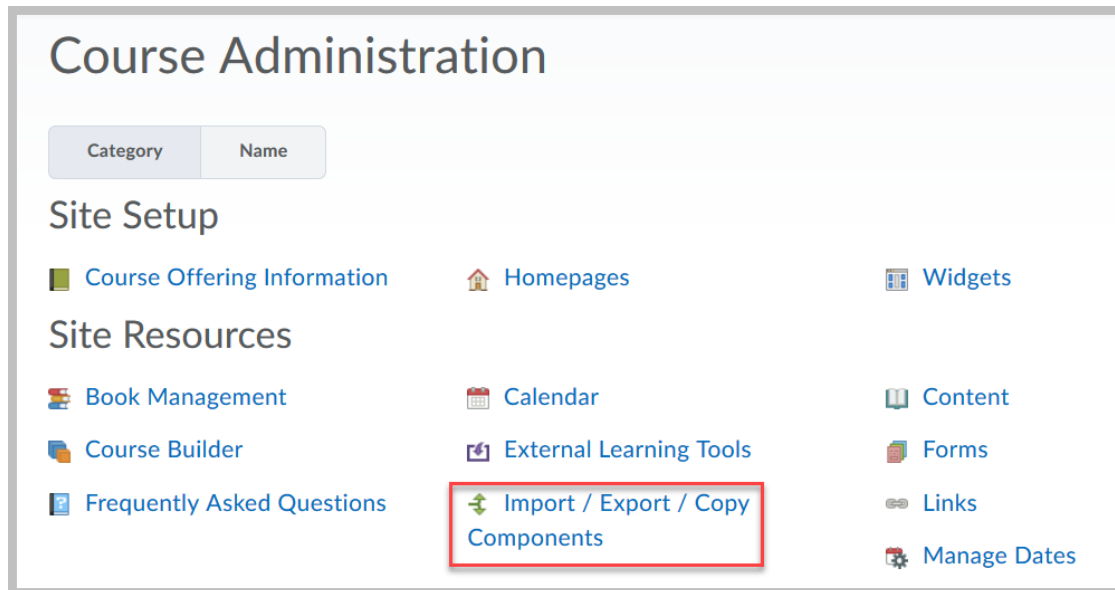 Course Administration
Category Name
Site Setup
Course Offering Information Homepages Widgets
Site Resources
Book Management Calendar Content
Course Builder External Learning Tools Forms
Frequently Asked Questions Import / Export / Copy Links
Components
Manage Dates